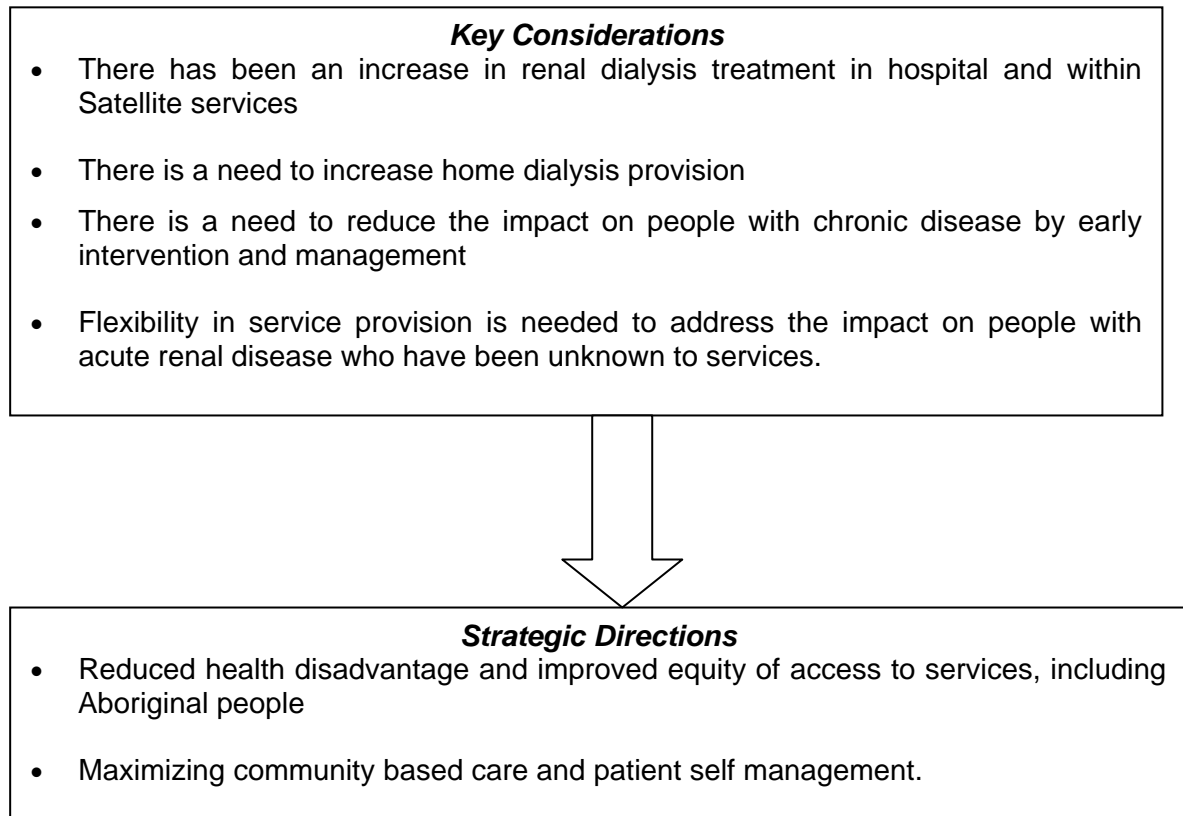 Key Considerations
• There has been an increase in renal dialysis treatment in hospital and within
Satellite services
• There is a need to increase home dialysis provision
• There is a need to reduce the impact on people with chronic disease by early
intervention and management
• Flexibility in service provision is needed to address the impact on people with
acute renal disease who have been unknown to services.
Strategic Directions
• Reduced health disadvantage and improved equity of access to services, including
Aboriginal people
• Maximizing community based care and patient self management.